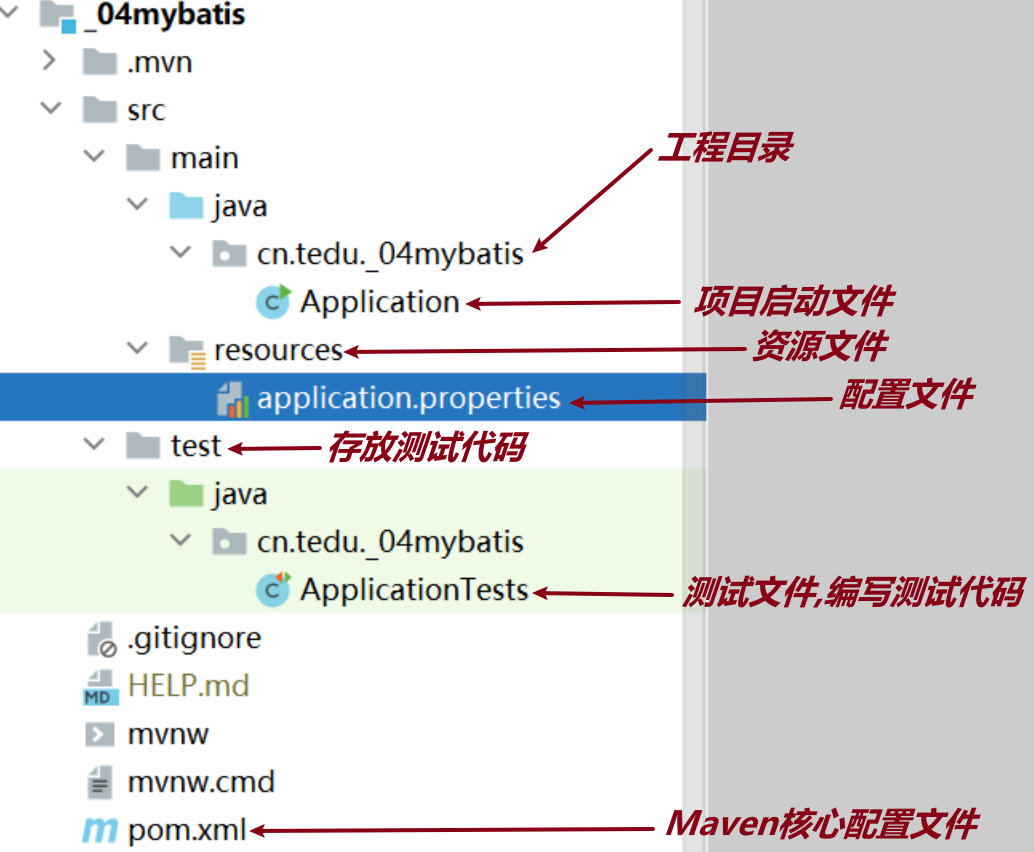 _04mybatis
.mvn
src
工程目录
main
java
cn.tedu._04mybatis
Application
项目启动文件
resources
资源文件
application.properties
配置文件
test
存放测试代码
java
cn.tedu._04mybatis
ApplicationTests
测试文件,编写测试代码
.gitignore
MD HELP.md
mvnw
mvnw.cmd
m pom.xml
Maven核心配置文件